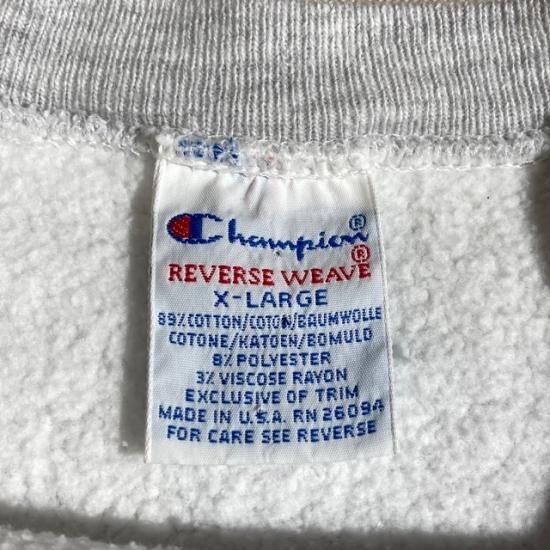 Champion®
REVERSE WEAVE®
X-LARGE
89% COTTON/COTON/BAUMWOLLE
COTONE/KATOEN/BOMULD
8% POLYESTER
3% VISCOSE RAYON
EXCLUSIVE OF TRIM
MADE IN U.S.A. RN 26094
FOR CARE SEE REVERSE